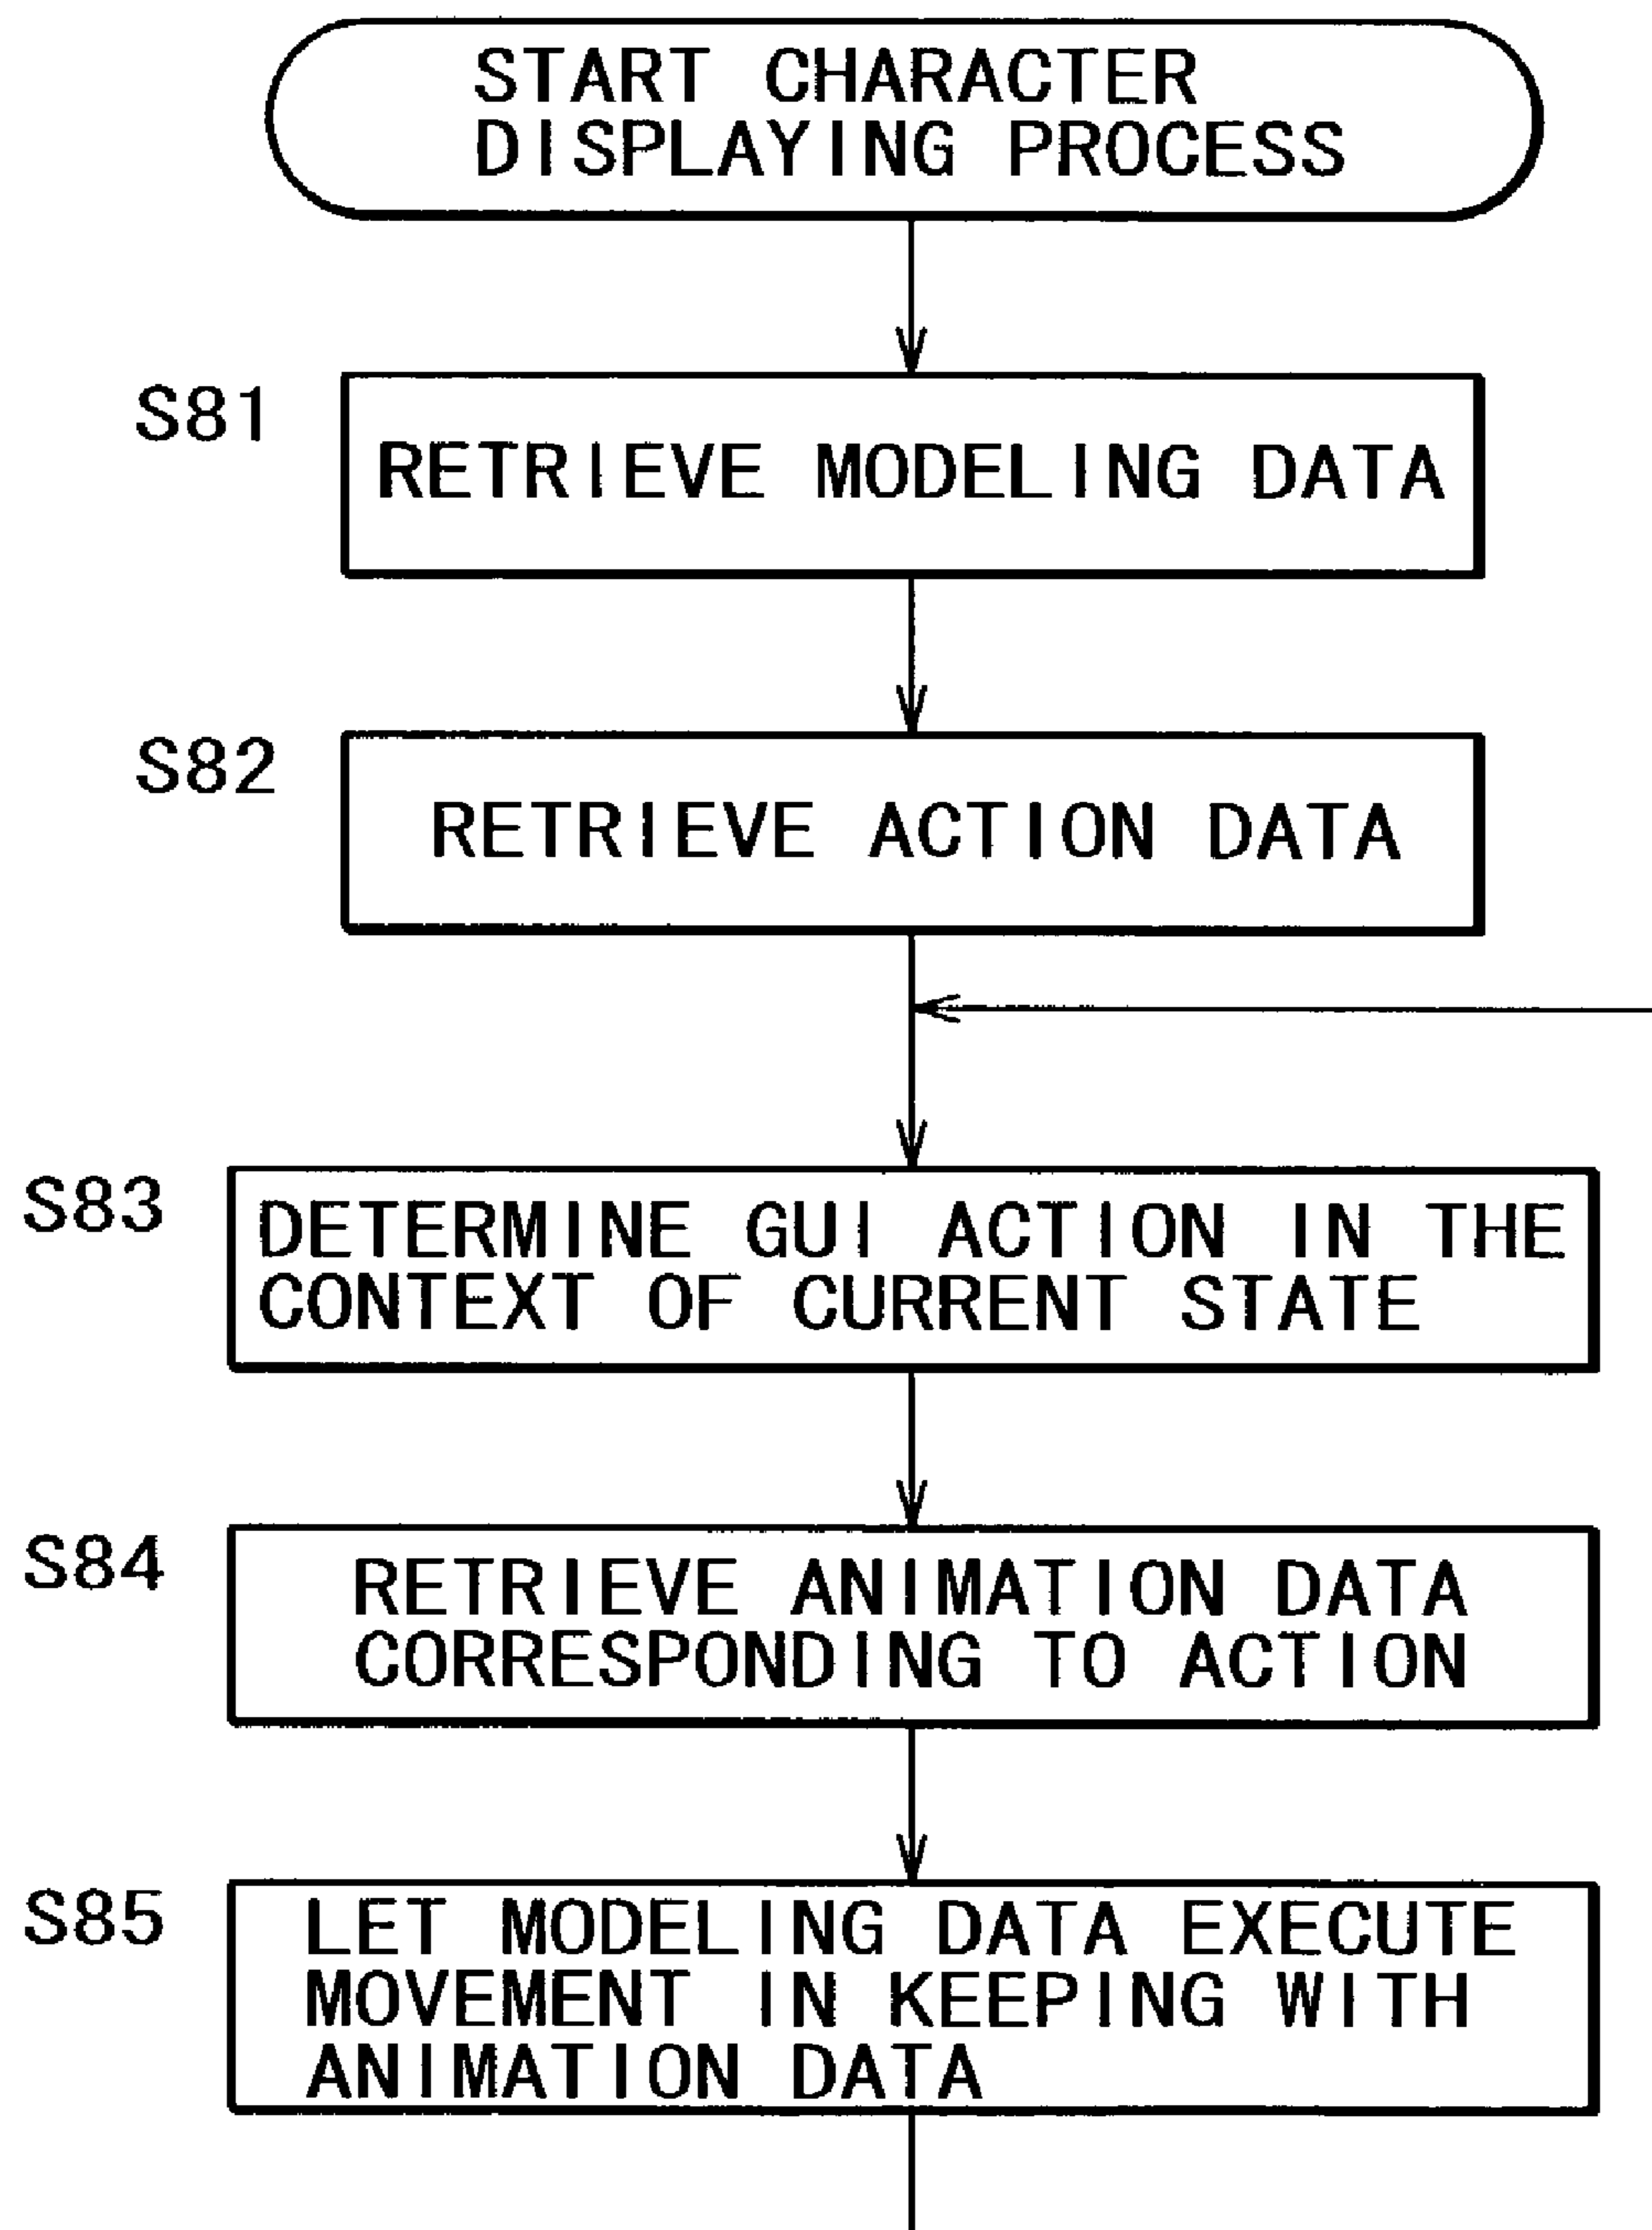 START CHARACTER
DISPLAYING PROCESS
S81
RETRIEVE MODELING DATA
S82
RETRIEVE ACTION DATA
S83
DETERMINE GUI ACTION IN THE
CONTEXT OF CURRENT STATE
S84
RETRIEVE ANIMATION DATA
CORRESPONDING TO ACTION
S85
LET MODELING DATA EXECUTE
MOVEMENT IN KEEPING WITH
ANIMATION DATA